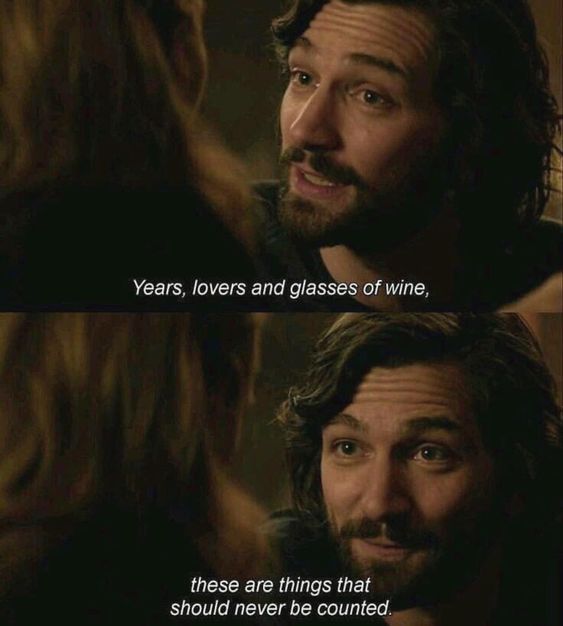 Years, lovers and glasses of wine,
these are things that
should never be counted.